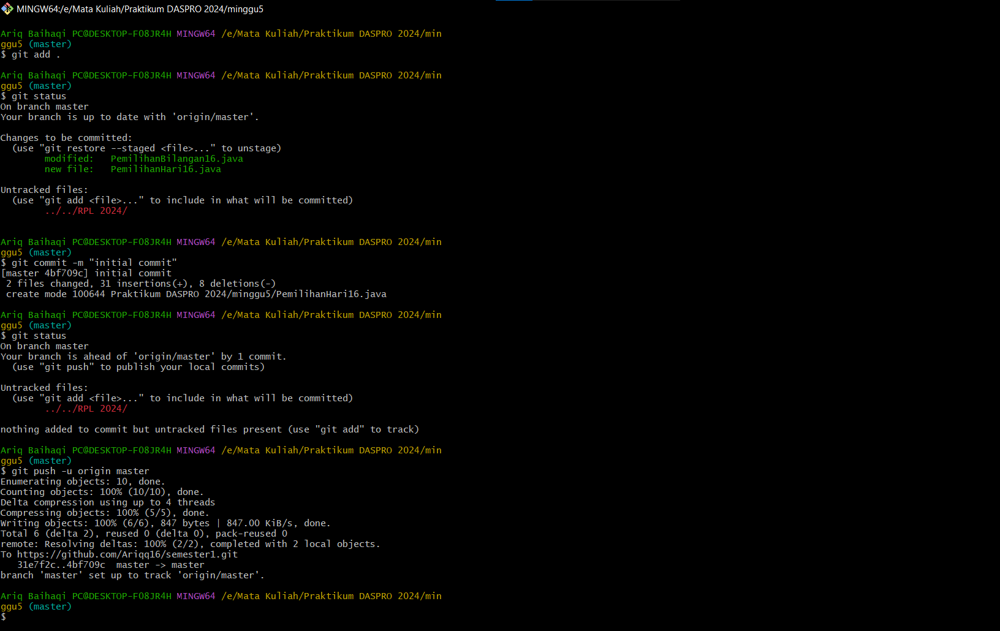 MINGW64:/e/Mata Kuliah/Praktikum DASPRO 2024/minggu5
Ariq Baihaqi PC@DESKTOP-F08JR4H MINGW64 /e/Mata Kuliah/Praktikum DASPRO 2024/min
ggu5 (master)
$ git add .
Ariq Baihaqi PC@DESKTOP-F08JR4H MINGW64 /e/Mata Kuliah/Praktikum DASPRO 2024/min
ggu5 (master)
$ git status
On branch master
Your branch is up to date with 'origin/master'.
Changes to be committed:
  (use "git restore --staged <file>..." to unstage)
        modified:   PemilihanBilangan16.java
        new file:   PemilihanHari16.java
Untracked files:
  (use "git add <file>..." to include in what will be committed)
        ../../RPL 2024/
Ariq Baihaqi PC@DESKTOP-F08JR4H MINGW64 /e/Mata Kuliah/Praktikum DASPRO 2024/min
ggu5 (master)
$ git commit -m "initial commit"
[master 4bf709c] initial commit
 2 files changed, 31 insertions(+), 8 deletions(-)
 create mode 100644 Praktikum DASPRO 2024/minggu5/PemilihanHari16.java
Ariq Baihaqi PC@DESKTOP-F08JR4H MINGW64 /e/Mata Kuliah/Praktikum DASPRO 2024/min
ggu5 (master)
$ git status
On branch master
Your branch is ahead of 'origin/master' by 1 commit.
  (use "git push" to publish your local commits)
Untracked files:
  (use "git add <file>..." to include in what will be committed)
        ../../RPL 2024/
nothing added to commit but untracked files present (use "git add" to track)
Ariq Baihaqi PC@DESKTOP-F08JR4H MINGW64 /e/Mata Kuliah/Praktikum DASPRO 2024/min
ggu5 (master)
$ git push -u origin master
Enumerating objects: 10, done.
Counting objects: 100% (10/10), done.
Delta compression using up to 4 threads
Compressing objects: 100% (5/5), done.
Writing objects: 100% (6/6), 847 bytes | 847.00 KiB/s, done.
Total 6 (delta 2), reused 0 (delta 0), pack-reused 0
remote: Resolving deltas: 100% (2/2), completed with 2 local objects.
To https://github.com/Ariqq16/semester1.git
   31e7f2c..4bf709c  master -> master
branch 'master' set up to track 'origin/master'.
Ariq Baihaqi PC@DESKTOP-F08JR4H MINGW64 /e/Mata Kuliah/Praktikum DASPRO 2024/min
ggu5 (master)
$